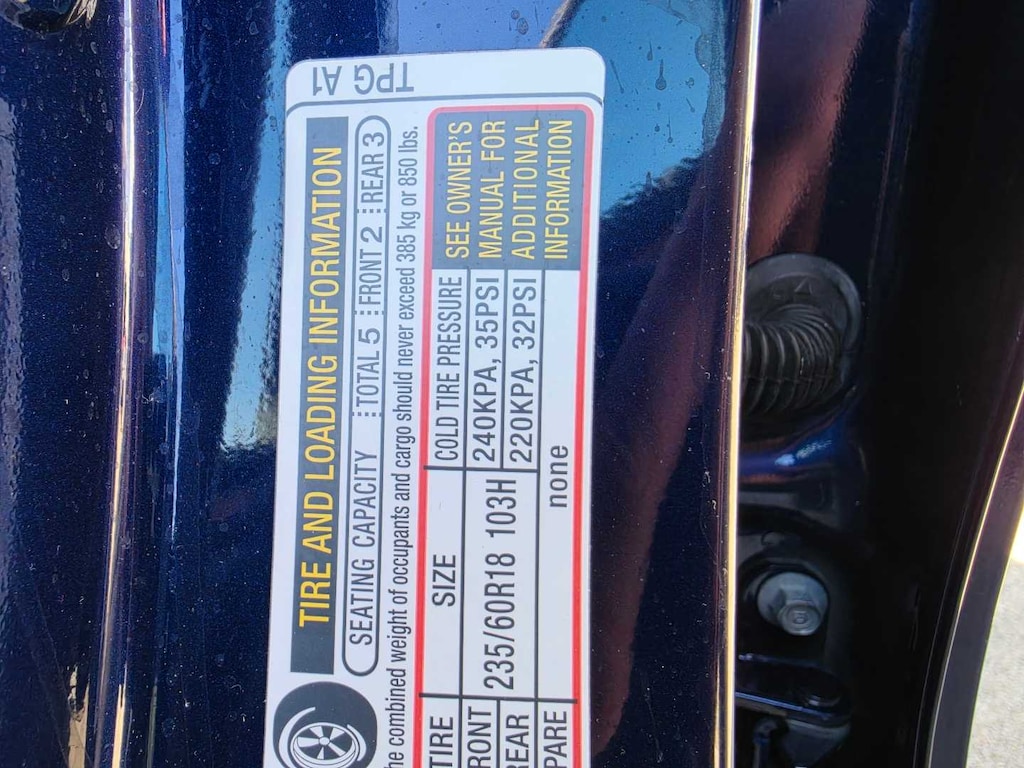 TPG A1
TIRE AND LOADING INFORMATION
SEATING CAPACITY TOTAL 5 FRONT 2 REAR 3
he combined weight of occupants and cargo should never exceed 385 kg or 850 lbs.
TIRE SIZE COLD TIRE PRESSURE
RONT 235/60R18 103H 240KPA, 35PSI
REAR 220KPA, 32PSI
PARE none
SEE OWNER'S
MANUAL FOR
ADDITIONAL
INFORMATION